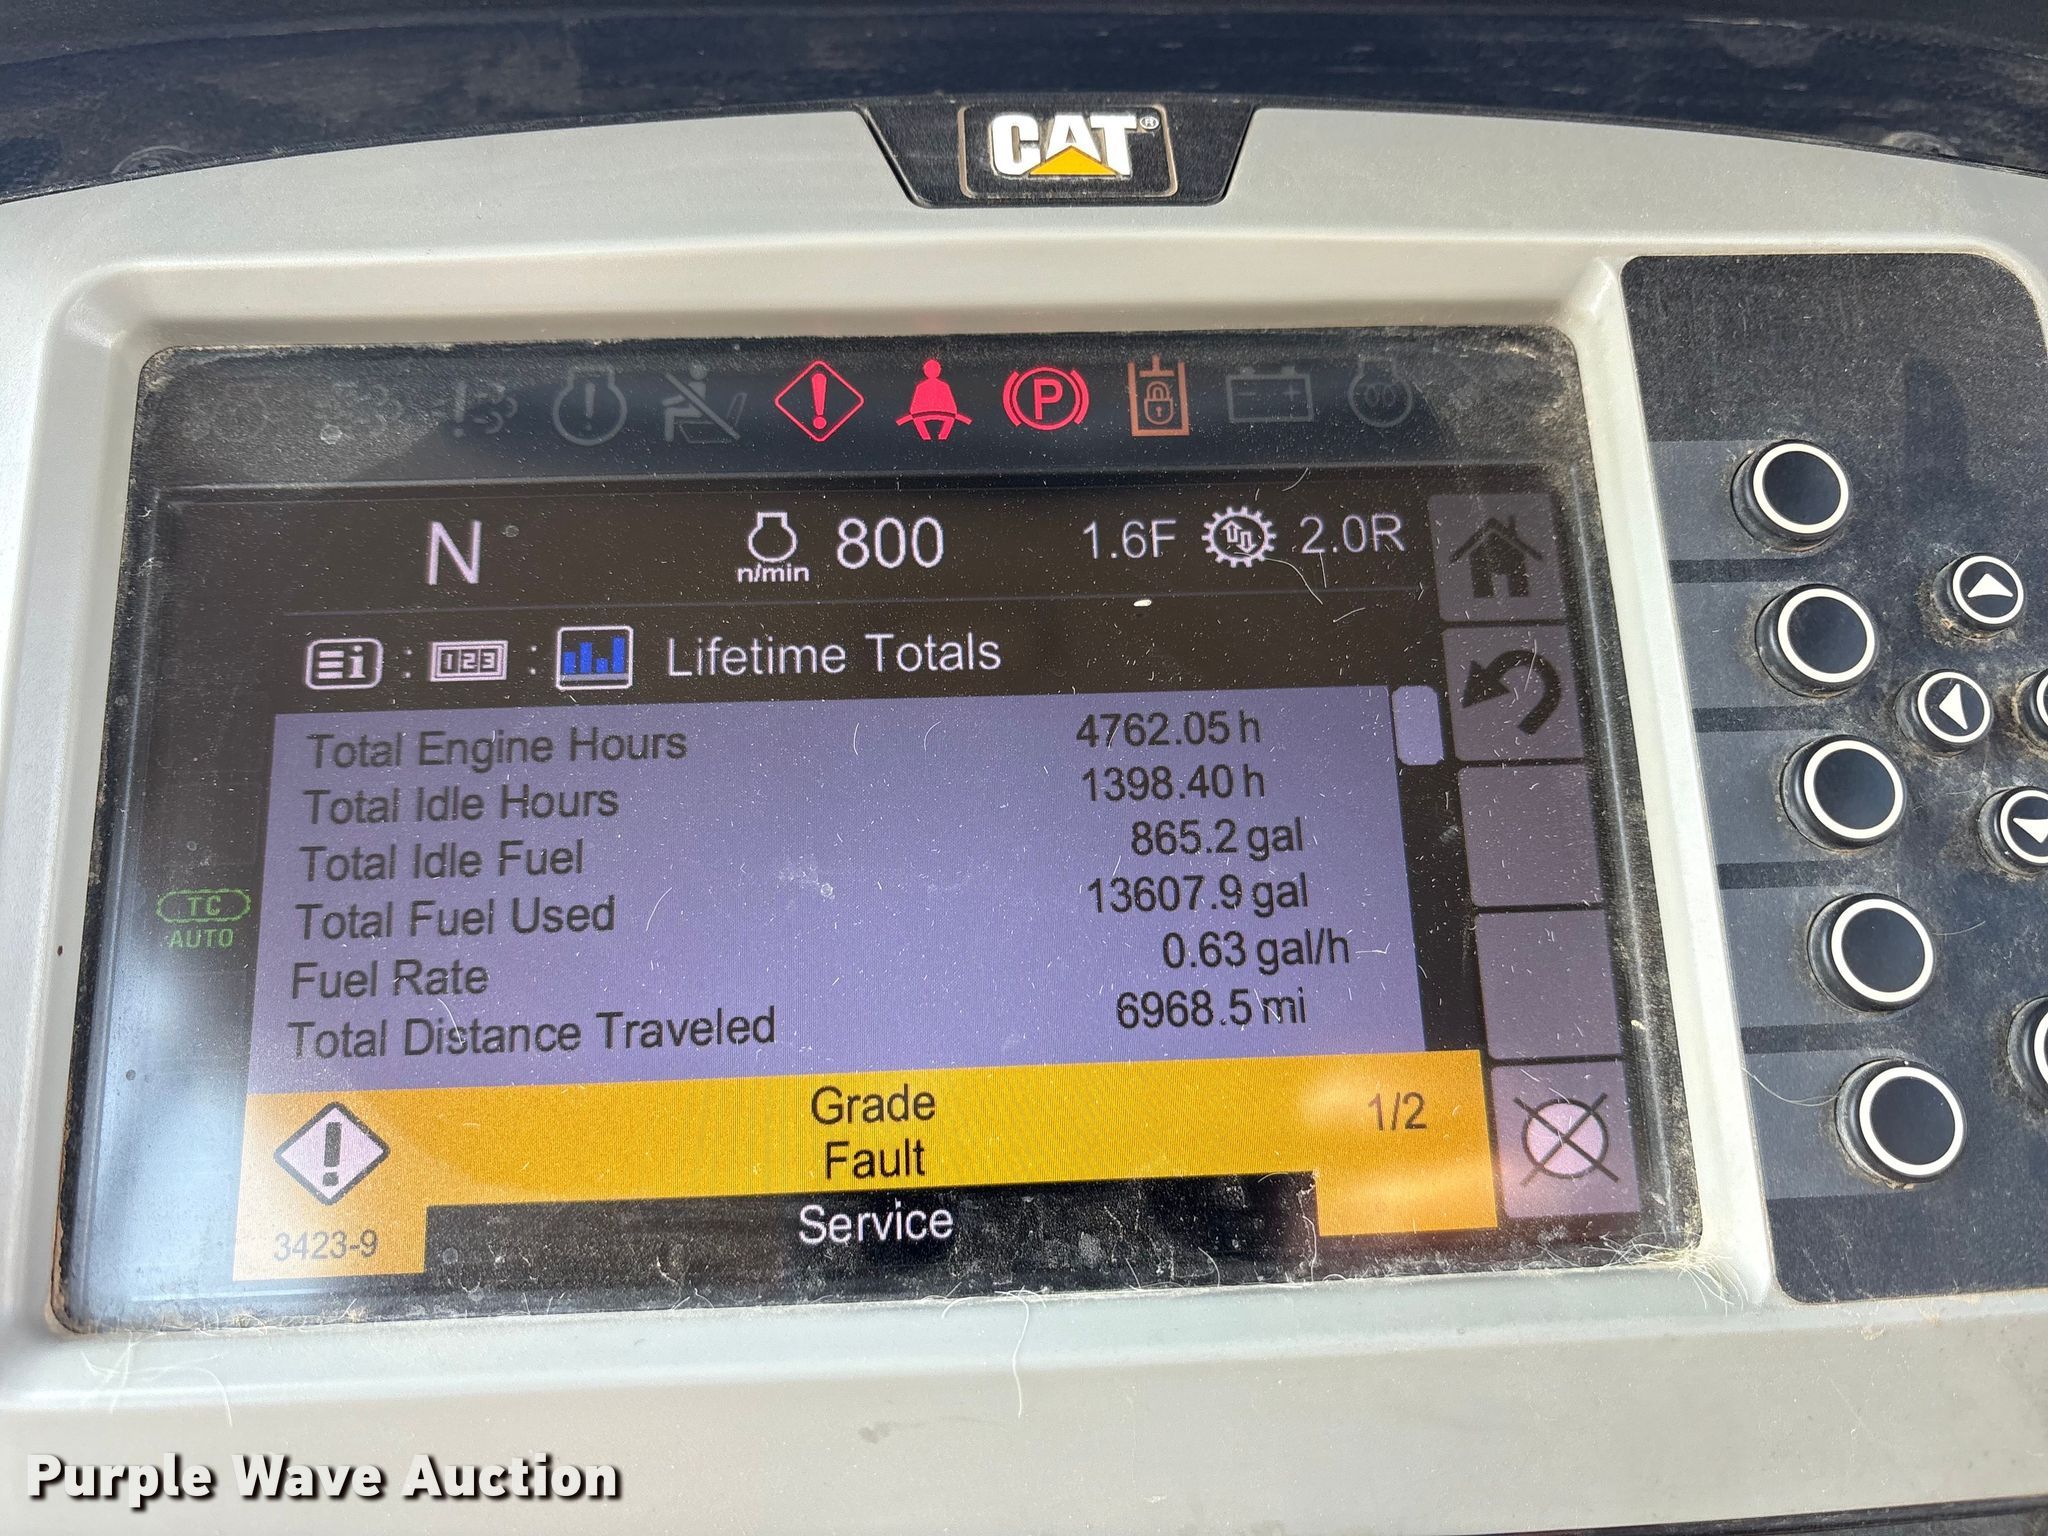 CAT®
P
N
n/min 800 1.6F 2.0R
123 Lifetime Totals
Total Engine Hours 4762.05 h
Total Idle Hours 1398.40 h
Total Idle Fuel 865.2 gal
Total Fuel Used 13607.9 gal
Fuel Rate 0.63 gal/h
Total Distance Traveled 6968.5 mi
TC
AUTO
Grade 1/2
Fault
Service
3423-9
Purple Wave Auction